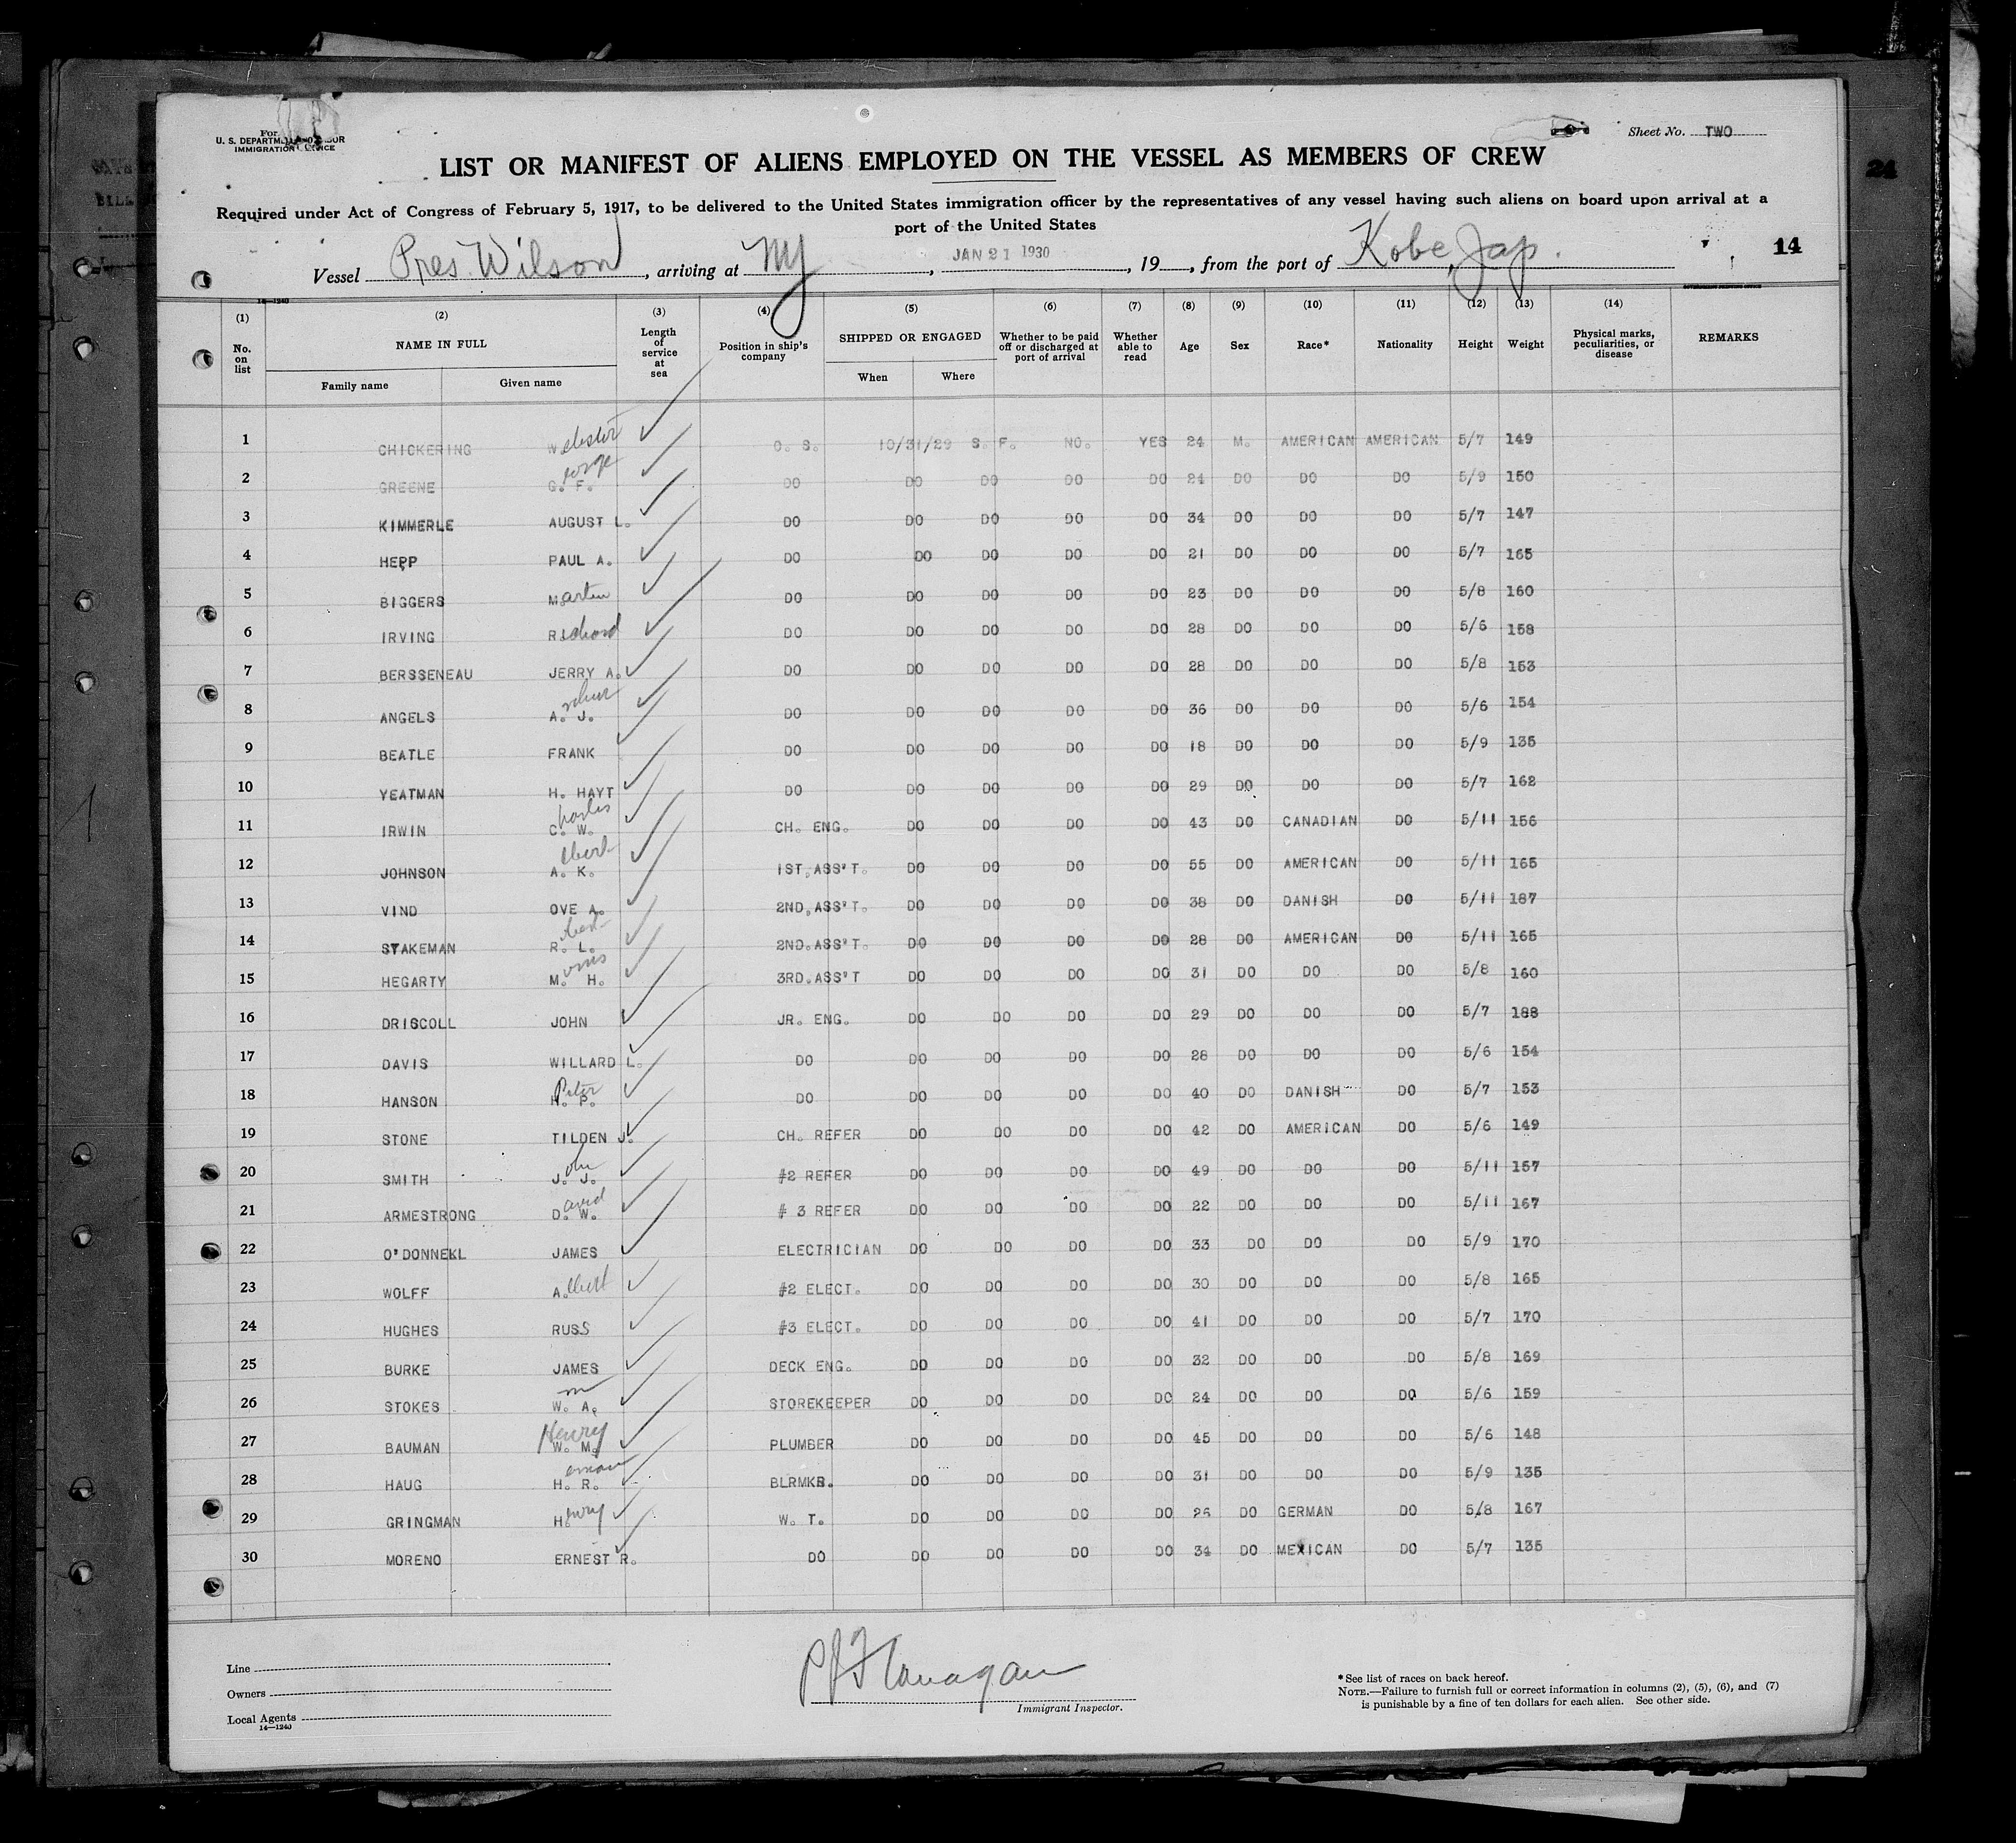 For
U. S. DEPARTMENT OF LABOR
IMMIGRATION SERVICE
Sheet No. TWO
LIST OR MANIFEST OF ALIENS EMPLOYED ON THE VESSEL AS MEMBERS OF CREW
24
Required under Act of Congress of February 5, 1917, to be delivered to the United States immigration officer by the representatives of any vessel having such aliens on board upon arrival at a
port of the United States
14
Vessel Pres. Wilson, arriving at NY, JAN 21 1930, 19, from the port of Kobe, Jap.
14—1240
(1) (2) (3) (4) (5) (6) (7) (8) (9) (10) (11) (12) (13) (14)
No. on list NAME IN FULL Length of service at sea Position in ship's company SHIPPED OR ENGAGED Whether to be paid off or discharged at port of arrival Whether able to read Age Sex Race* Nationality Height Weight Physical marks, peculiarities, or disease REMARKS
Family name Given name When Where
1 CHICKERING Webster O. S. 10/31/29 S. F. NO. YES 24 M. AMERICAN AMERICAN 5/7 149
2 GREENE G. F. eorge DO DO DO DO DO 24 DO DO DO 5/9 150
3 KIMMERLE AUGUST L. DO DO DO DO DO 34 DO DO DO 5/7 147
4 HEPP PAUL A. DO DO DO DO DO 21 DO DO DO 5/7 165
5 BIGGERS Martin DO DO DO DO DO 23 DO DO DO 5/8 160
6 IRVING Richard DO DO DO DO DO 28 DO DO DO 5/6 158
7 BERSSENEAU JERRY A. DO DO DO DO DO 28 DO DO DO 5/8 153
8 ANGELS A. J. DO DO DO DO DO 36 DO DO DO 5/6 154
9 BEATLE FRANK DO DO DO DO DO 18 DO DO DO 5/9 135
10 YEATMAN H. HAYT DO DO DO DO DO 29 DO DO DO 5/7 162
11 IRWIN C. W. harles CH. ENG. DO DO DO DO 43 DO CANADIAN DO 5/11 156
12 JOHNSON A. K. lbert 1ST.ASS'T. DO DO DO DO 55 DO AMERICAN DO 5/11 165
13 VIND OVE A. 2ND.ASS'T. DO DO DO DO 38 DO DANISH DO 5/11 187
14 STAKEMAN R. L. 2ND.ASS'T. DO DO DO DO 28 DO AMERICAN DO 5/11 165
15 HEGARTY M. H. 3RD.ASS'T DO DO DO DO 31 DO DO DO 5/8 160
16 DRISCOLL JOHN JR. ENG. DO DO DO DO 29 DO DO DO 5/7 188
17 DAVIS WILLARD L. DO DO DO DO DO 28 DO DO DO 5/6 154
18 HANSON H. P. Peter DO DO DO DO DO 40 DO DANISH DO 5/7 153
19 STONE TILDEN J. CH. REFER DO DO DO DO 42 DO AMERICAN DO 5/6 149
20 SMITH J. J. ohn #2 REFER DO DO DO DO 49 DO DO DO 5/11 157
21 ARMESTRONG D. W. avid # 3 REFER DO DO DO DO 22 DO DO DO 5/11 167
22 O'DONNEKL JAMES ELECTRICIAN DO DO DO DO 33 DO DO DO 5/9 170
23 WOLFF A.lbert #2 ELECT. DO DO DO DO 30 DO DO DO 5/8 165
24 HUGHES RUSS #3 ELECT. DO DO DO DO 41 DO DO DO 5/7 170
25 BURKE JAMES DECK ENG. DO DO DO DO 32 DO DO DO 5/8 169
26 STOKES W. A. m STOREKEEPER DO DO DO DO 24 DO DO DO 5/6 159
27 BAUMAN W. M. Henry PLUMBER DO DO DO DO 45 DO DO DO 5/6 148
28 HAUG H. R. erman BLRMKR. DO DO DO DO 31 DO DO DO 5/9 135
29 GRINGMAN Henry W. T. DO DO DO DO 26 DO GERMAN DO 5/8 167
30 MORENO ERNEST R. DO DO DO DO DO 34 DO MEXICAN DO 5/7 135
PJ Flanagan
Immigrant Inspector.
Line
Owners
Local Agents
14—1240
*See list of races on back hereof.
NOTE.—Failure to furnish full or correct information in columns (2), (5), (6), and (7)
is punishable by a fine of ten dollars for each alien. See other side.